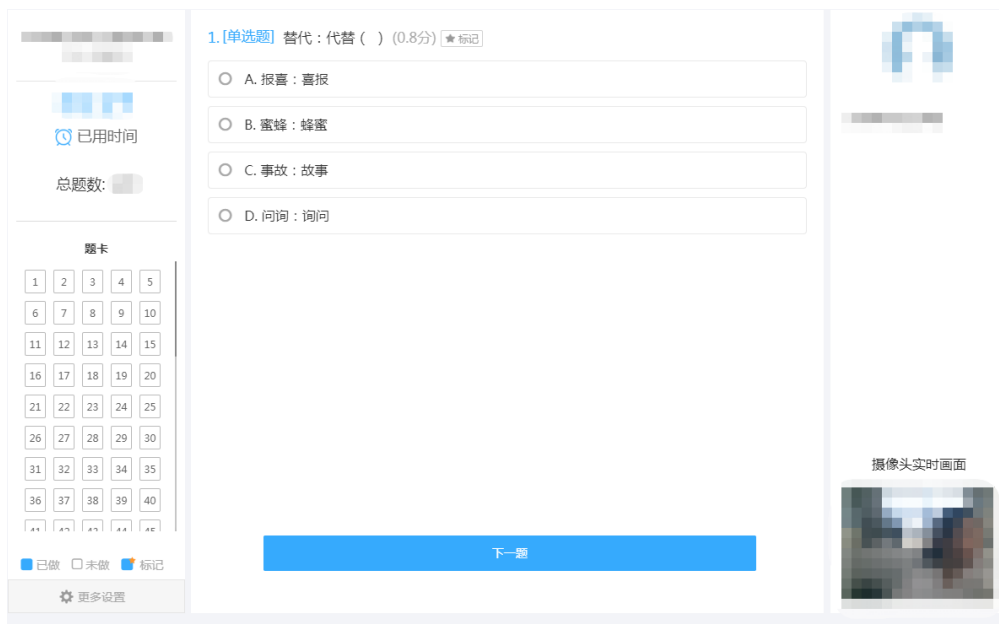 已用时间
总题数:
题卡
1 2 3 4 5
6 7 8 9 10
11 12 13 14 15
16 17 18 19 20
21 22 23 24 25
26 27 28 29 30
31 32 33 34 35
36 37 38 39 40
41 42 43 44 45
已做 未做 标记
更多设置
1. [单选题] 替代：代替 ( ) (0.8分) 标记
A. 报喜：喜报
B. 蜜蜂：蜂蜜
C. 事故：故事
D. 问询：询问
下一题
摄像头实时画面